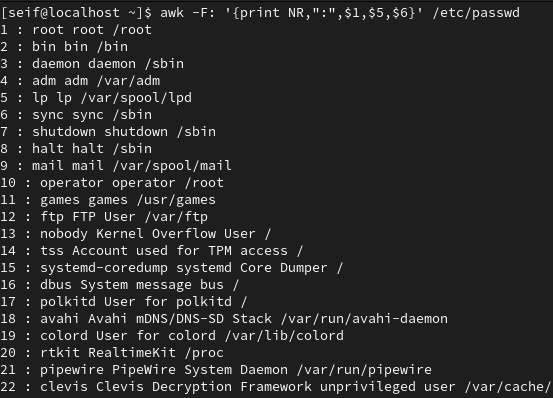 [seif@localhost ~]$ awk -F: '{print NR,":",$1,$5,$6}' /etc/passwd
1 : root root /root
2 : bin bin /bin
3 : daemon daemon /sbin
4 : adm adm /var/adm
5 : lp lp /var/spool/lpd
6 : sync sync /sbin
7 : shutdown shutdown /sbin
8 : halt halt /sbin
9 : mail mail /var/spool/mail
10 : operator operator /root
11 : games games /usr/games
12 : ftp FTP User /var/ftp
13 : nobody Kernel Overflow User /
14 : tss Account used for TPM access /
15 : systemd-coredump systemd Core Dumper /
16 : dbus System message bus /
17 : polkitd User for polkitd /
18 : avahi Avahi mDNS/DNS-SD Stack /var/run/avahi-daemon
19 : colord User for colord /var/lib/colord
20 : rtkit RealtimeKit /proc
21 : pipewire PipeWire System Daemon /var/run/pipewire
22 : clevis Clevis Decryption Framework unprivileged user /var/cache/